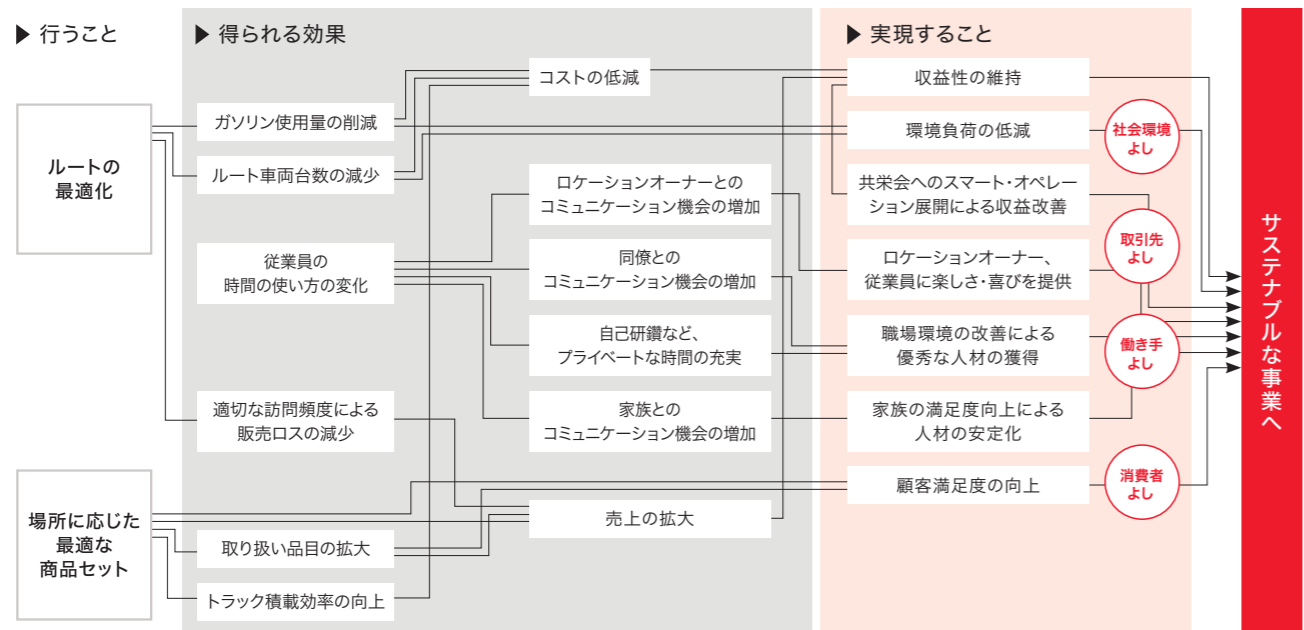 ▶ 行うこと
▶ 得られる効果
▶ 実現すること
ルートの
最適化
場所に応じた
最適な
商品セット
ガソリン使用量の削減
ルート車両台数の減少
従業員の
時間の使い方の変化
適切な訪問頻度による
販売ロスの減少
取り扱い品目の拡大
トラック積載効率の向上
コストの低減
ロケーションオーナーとの
コミュニケーション機会の増加
同僚との
コミュニケーション機会の増加
自己研鑽など、
プライベートな時間の充実
家族との
コミュニケーション機会の増加
売上の拡大
収益性の維持
環境負荷の低減
共栄会へのスマート・オペレー
ション展開による収益改善
ロケーションオーナー、
従業員に楽しさ・喜びを提供
職場環境の改善による
優秀な人材の獲得
家族の満足度向上による
人材の安定化
顧客満足度の向上
社会環境
よし
取引先
よし
働き手
よし
消費者
よし
サステナブルな事業へ